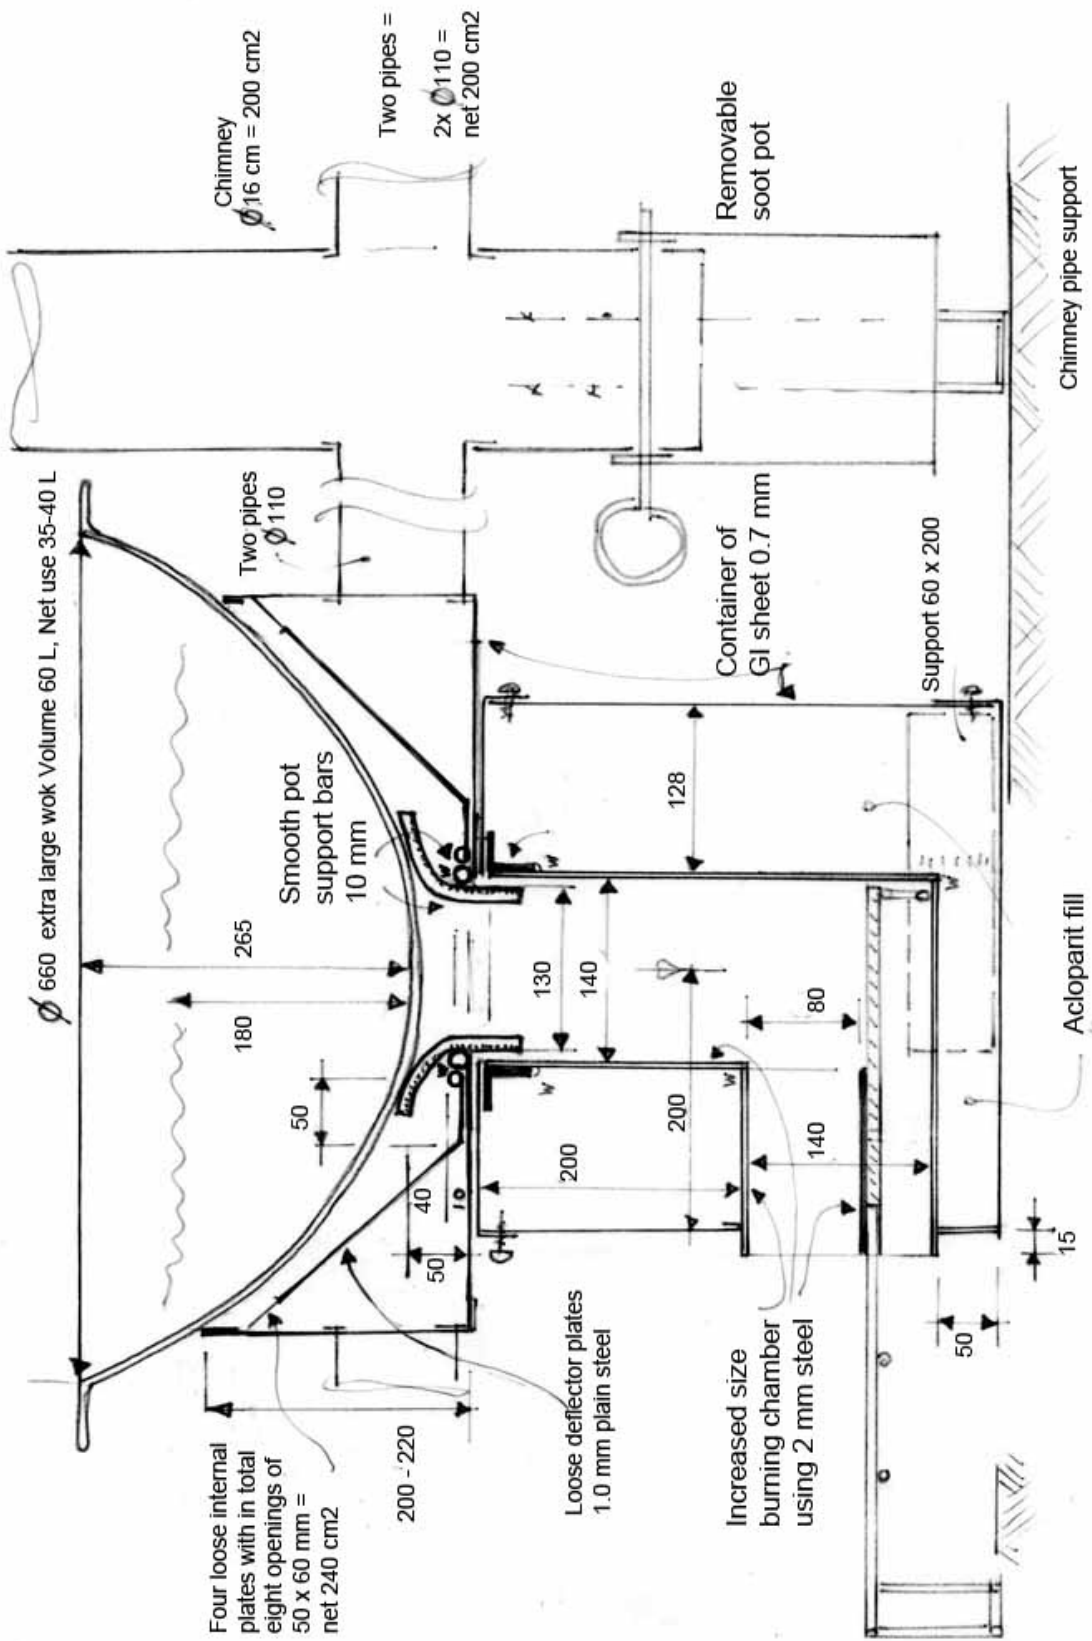 Ø 660 extra large wok Volume 60 L, Net use 35-40 L
Chimney
Ø16 cm = 200 cm2
Two pipes =
2x Ø110 =
net 200 cm2
Two pipes
Ø110
Four loose internal
plates with in total
eight openings of
50 x 60 mm =
net 240 cm2
200 - 220
50
180
265
Smooth pot
support bars
10 mm
40
10
50
W
W
Loose deflector plates
1.0 mm plain steel
200
W
W
130
140
200
128
Container of
GI sheet 0.7 mm
Removable
soot pot
Increased size
burning chamber
using 2 mm steel
W
80
140
W
Support 60 x 200
50
15
Acloparit fill
Chimney pipe support